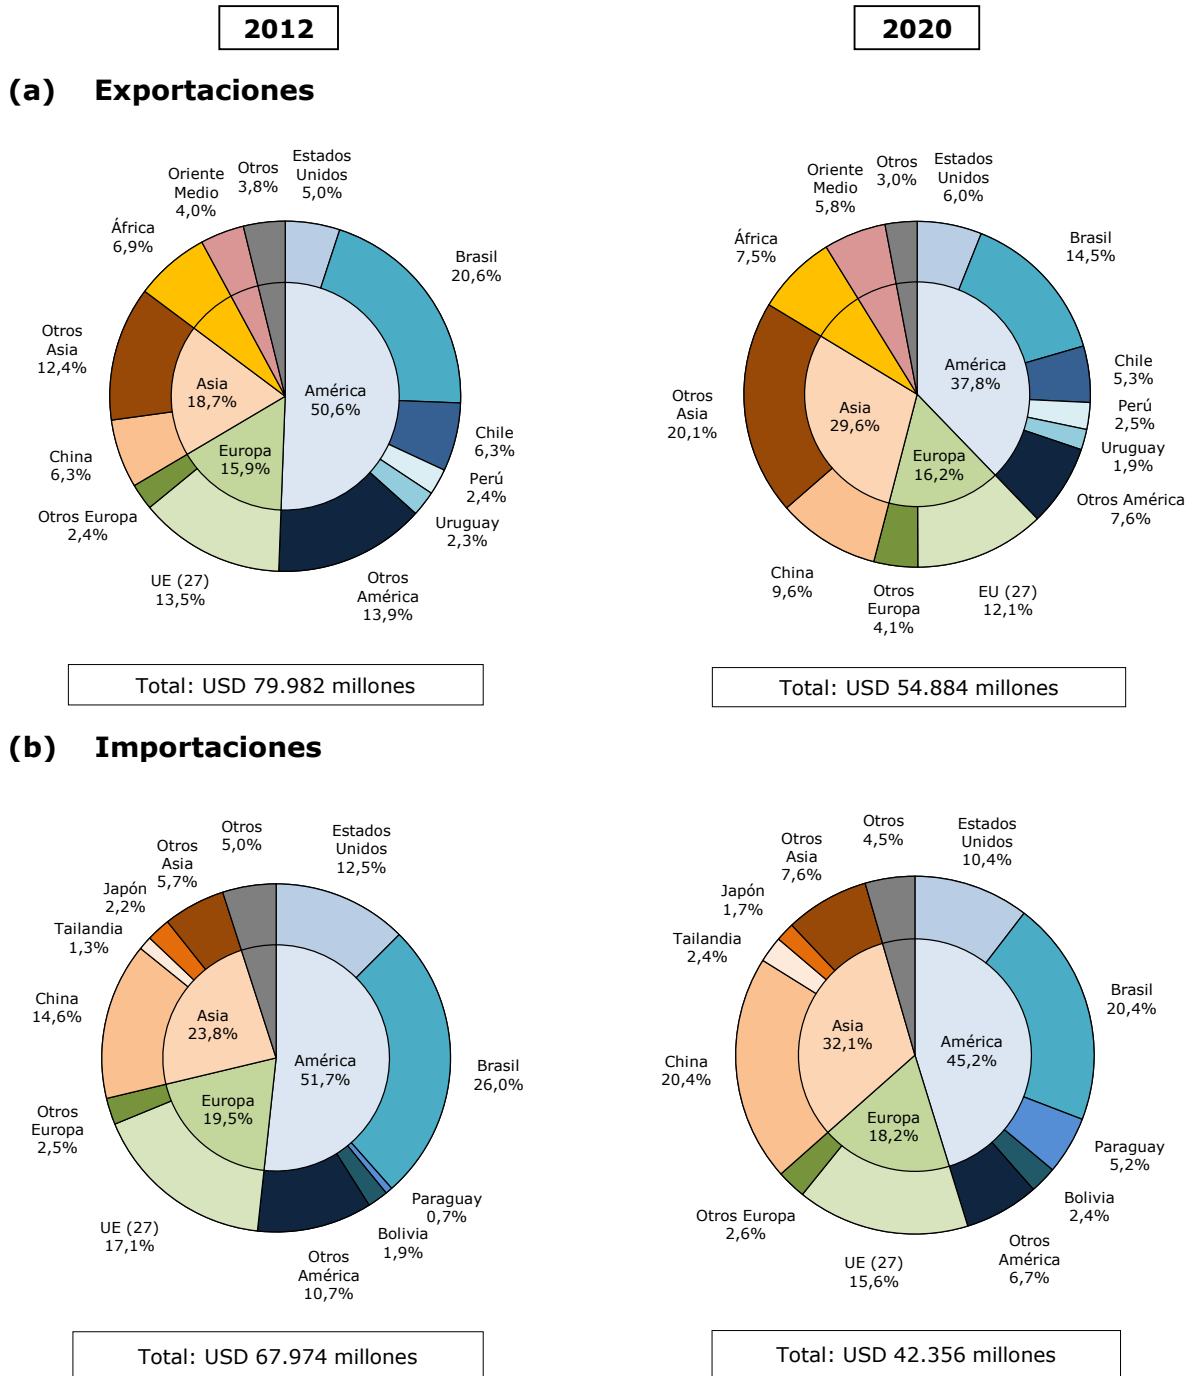 2012
2020
(a) Exportaciones
Otros
3,8%
Estados
Unidos
5,0%
Oriente
Medio
4,0%
África
6,9%
Brasil
20,6%
Otros
Asia
12,4%
Asia
18,7%
América
50,6%
Europa
15,9%
Chile
6,3%
China
6,3%
Perú
2,4%
Otros Europa
2,4%
Uruguay
2,3%
UE (27)
13,5%
Otros
América
13,9%
Total: USD 79.982 millones
Otros
3,0%
Estados
Unidos
6,0%
Oriente
Medio
5,8%
África
7,5%
Brasil
14,5%
América
37,8%
Chile
5,3%
Otros
Asia
20,1%
Asia
29,6%
Perú
2,5%
Europa
16,2%
Uruguay
1,9%
Otros América
7,6%
China
9,6%
Otros
Europa
4,1%
EU (27)
12,1%
Total: USD 54.884 millones
(b) Importaciones
Otros
5,0%
Estados
Unidos
12,5%
Otros
Asia
5,7%
Japón
2,2%
Tailandia
1,3%
China
14,6%
Asia
23,8%
América
51,7%
Brasil
26,0%
Europa
19,5%
Otros
Europa
2,5%
Paraguay
0,7%
UE (27)
17,1%
Bolivia
1,9%
Otros
América
10,7%
Total: USD 67.974 millones
Otros
4,5%
Estados
Unidos
10,4%
Otros
Asia
7,6%
Japón
1,7%
Tailandia
2,4%
Brasil
20,4%
Asia
32,1%
América
45,2%
China
20,4%
Europa
18,2%
Paraguay
5,2%
Bolivia
2,4%
Otros Europa
2,6%
Otros
América
6,7%
UE (27)
15,6%
Total: USD 42.356 millones